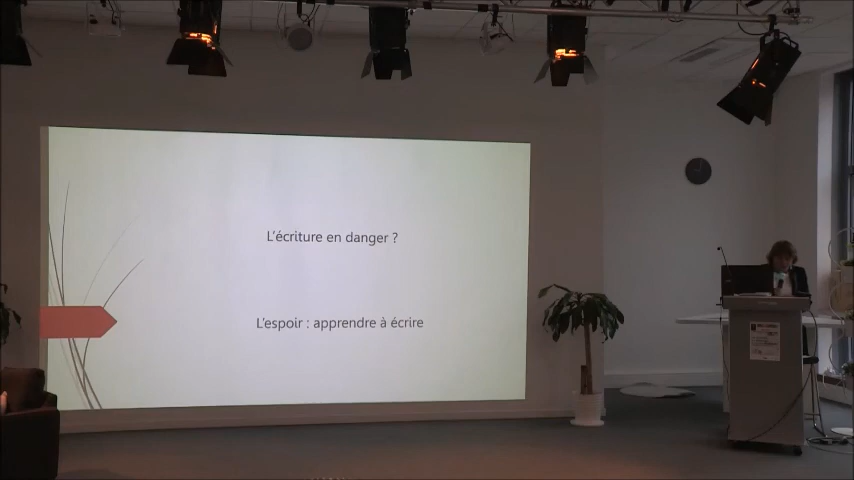 L'écriture en danger ?
L'espoir : apprendre à écrire